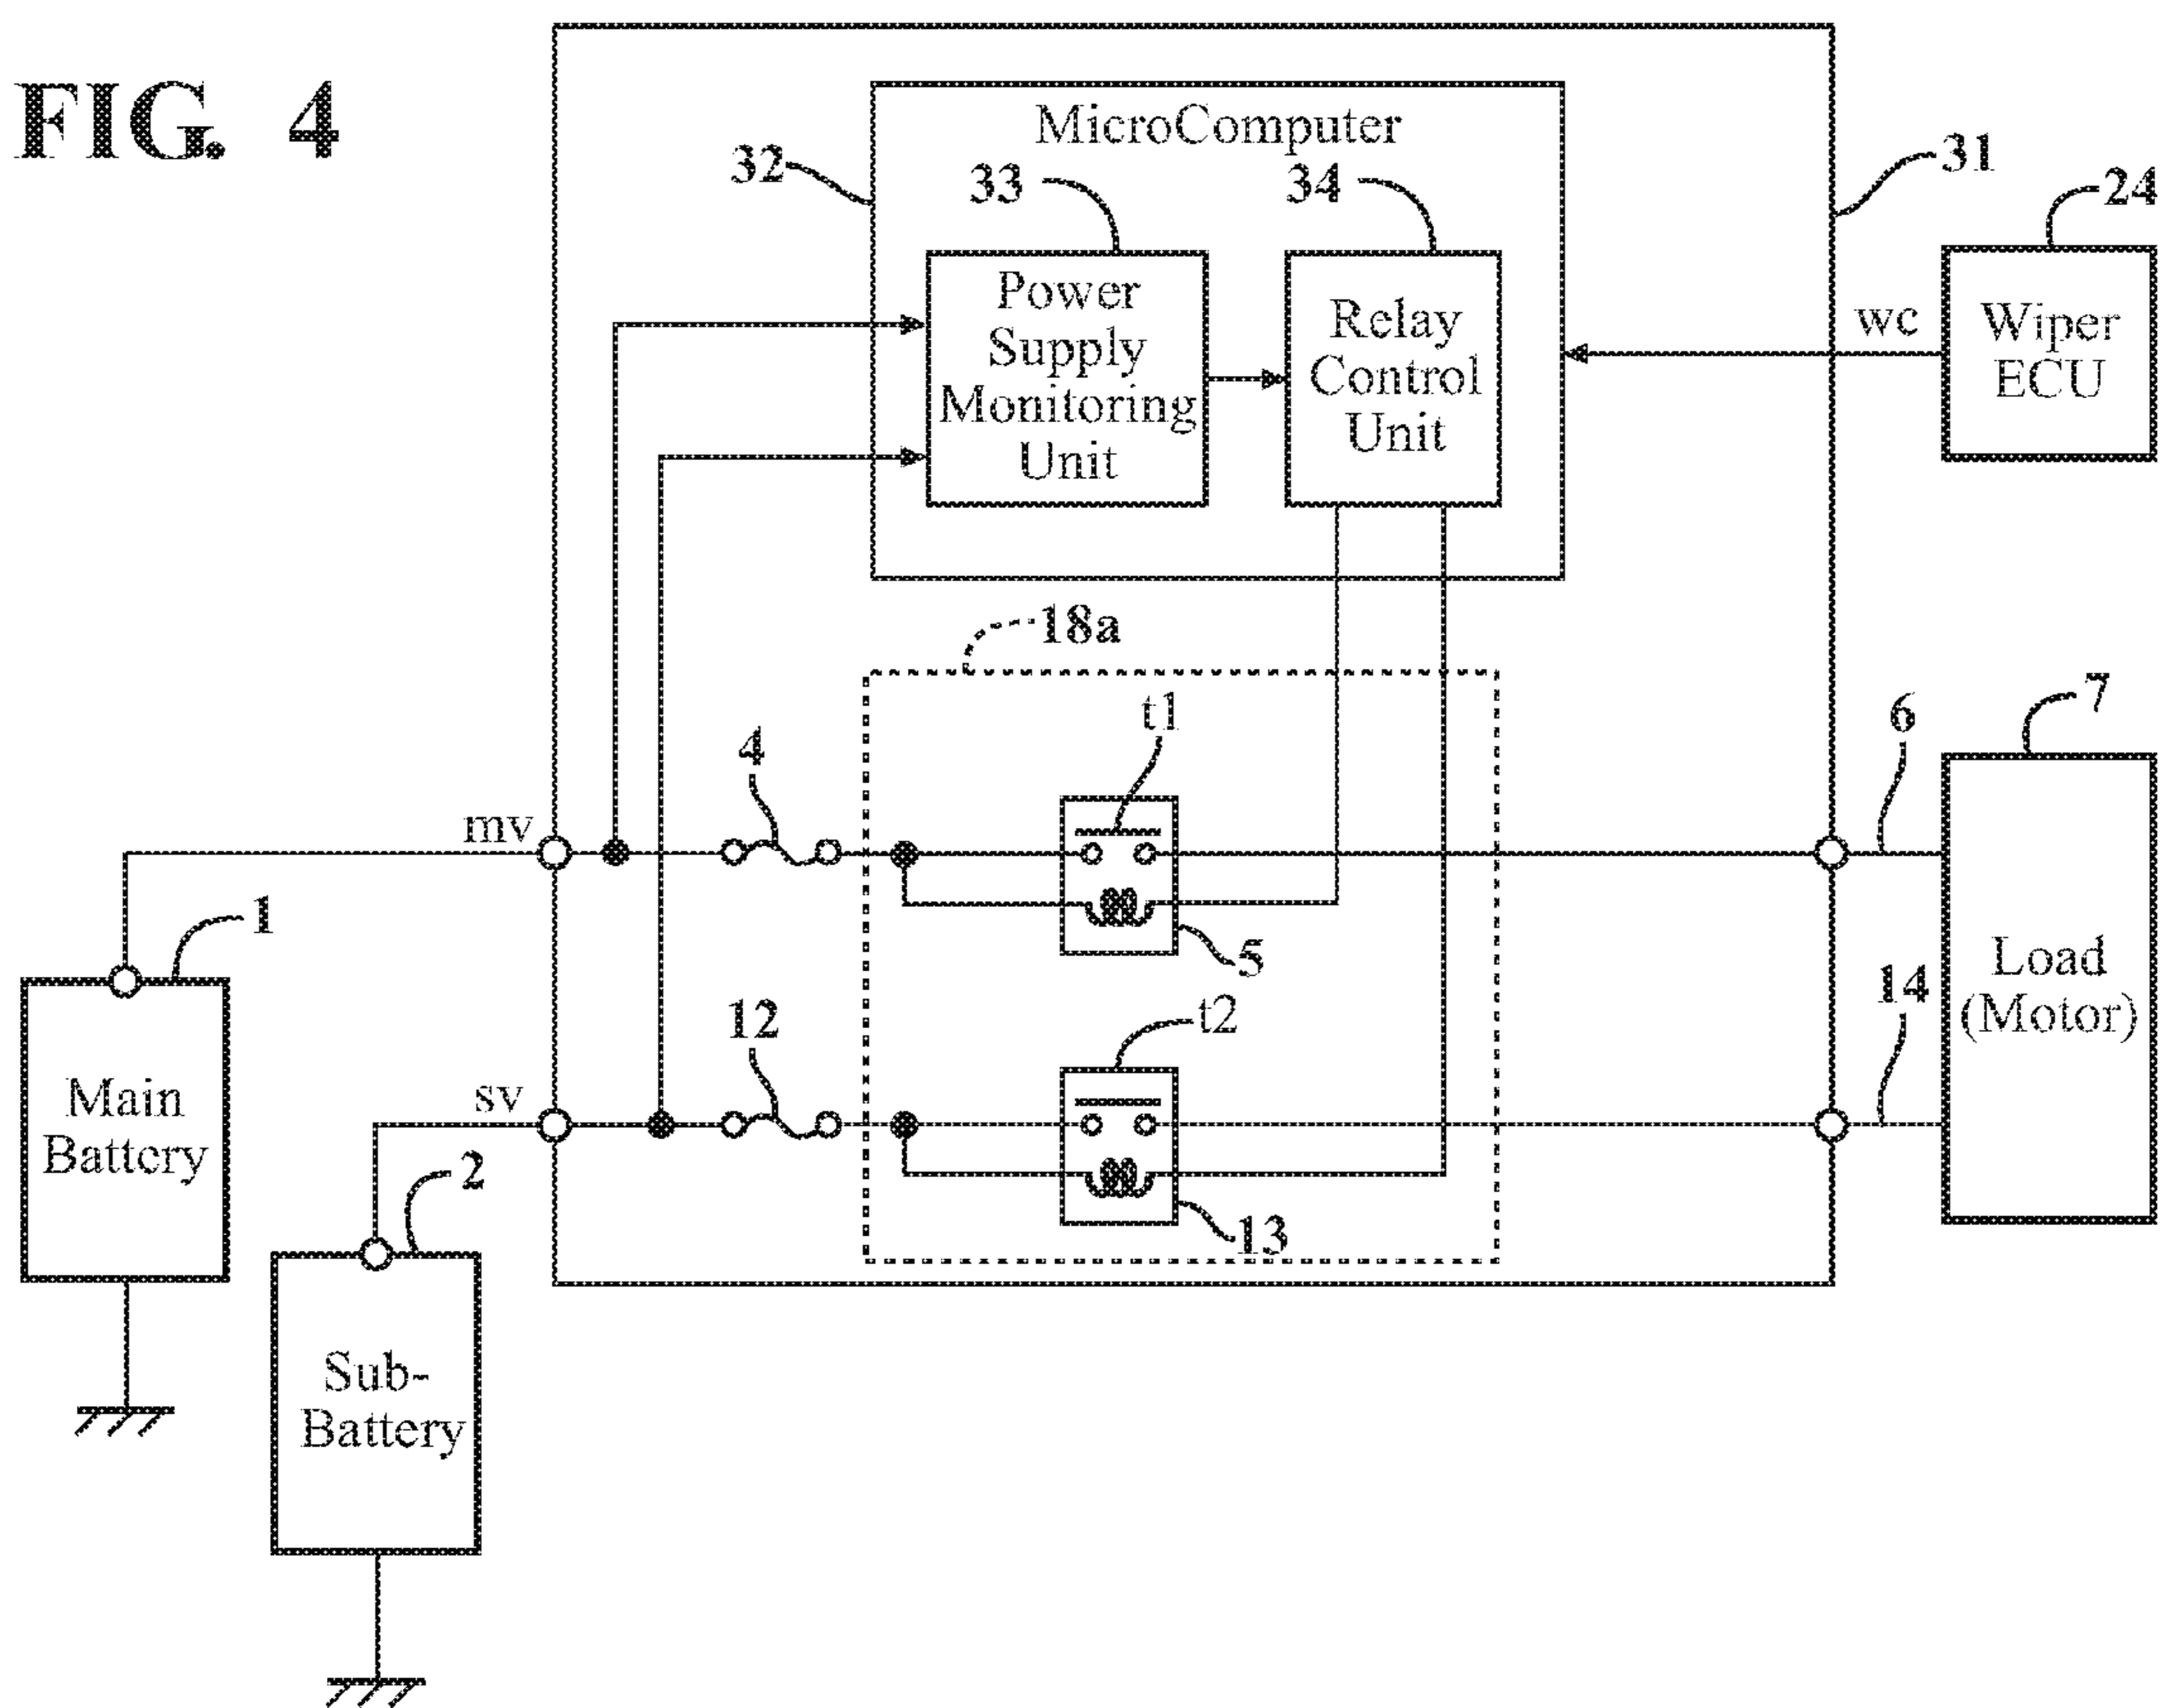 FIG. 4
MicroComputer
32
33
34
31
24
Power
Supply
Monitoring
Unit
Relay
Control
Unit
wc
Wiper
ECU
18a
t1
4
6
7
mv
1
5
Load
(Motor)
12
t2
14
Main
Battery
sv
2
13
Sub-
Battery